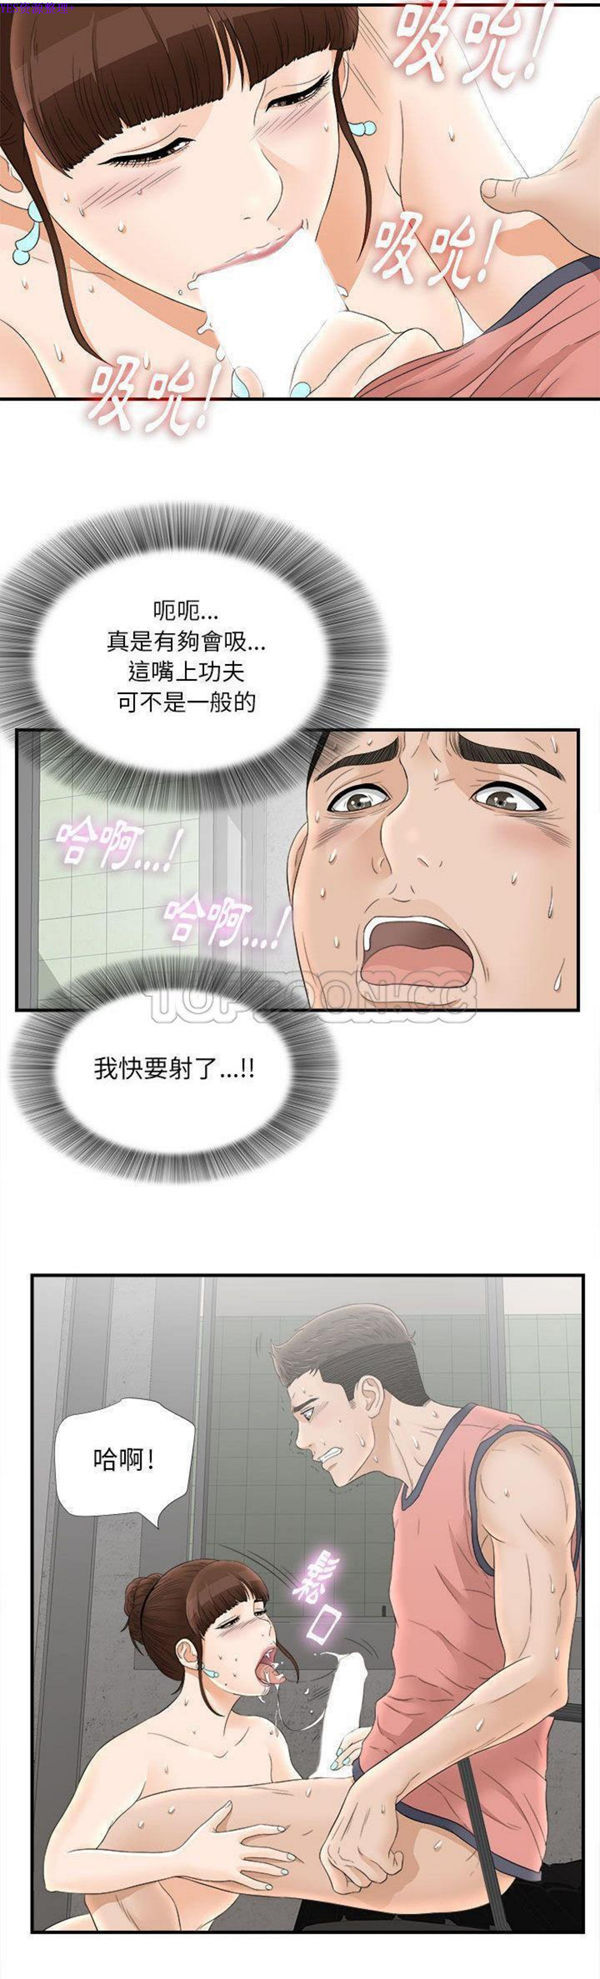 吸吮!
吸吮!
吸吮!
呃呃...
真是有夠會吸...
這嘴上功夫
可不是一般的
哈啊...!
哈啊...!
我快要射了...!!
哈啊!
鬆